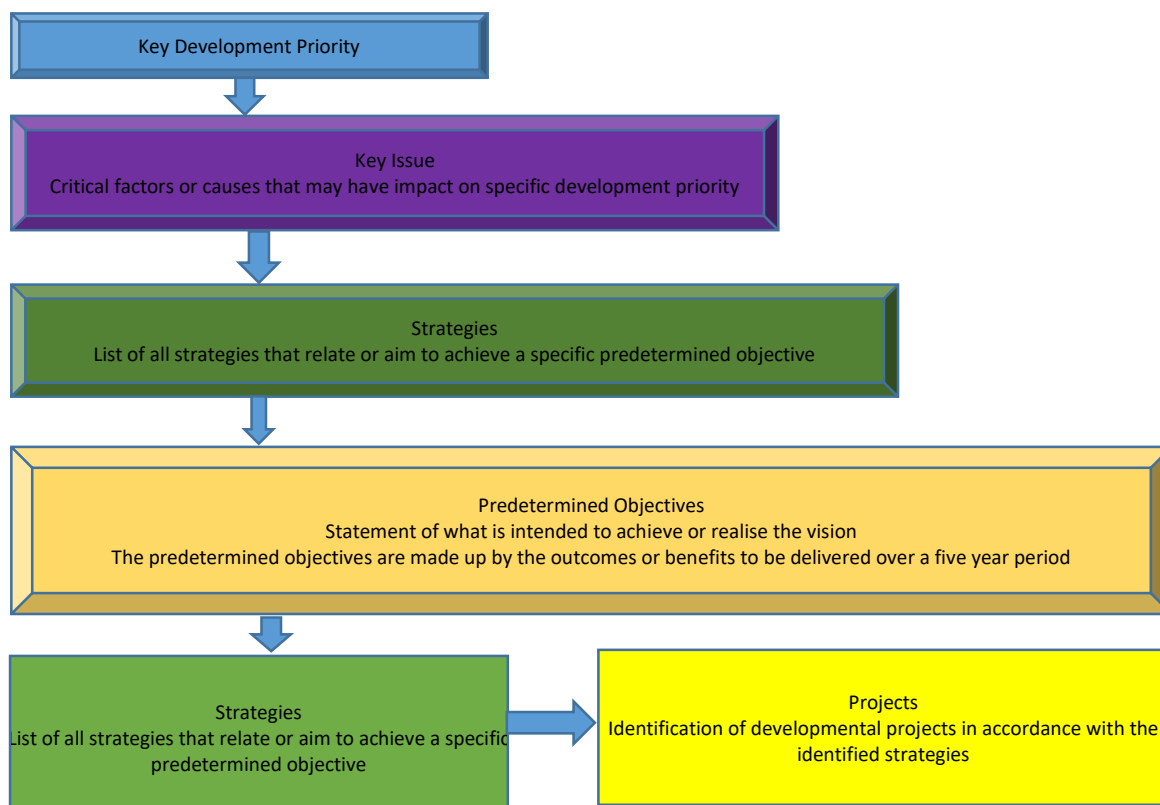 Key Development Priority
Key Issue
Critical factors or causes that may have impact on specific development priority
Strategies
List of all strategies that relate or aim to achieve a specific predetermined objective
Predetermined Objectives
Statement of what is intended to achieve or realise the vision
The predetermined objectives are made up by the outcomes or benefits to be delivered over a five year period
Strategies
List of all strategies that relate or aim to achieve a specific
predetermined objective
Projects
Identification of developmental projects in accordance with the
identified strategies